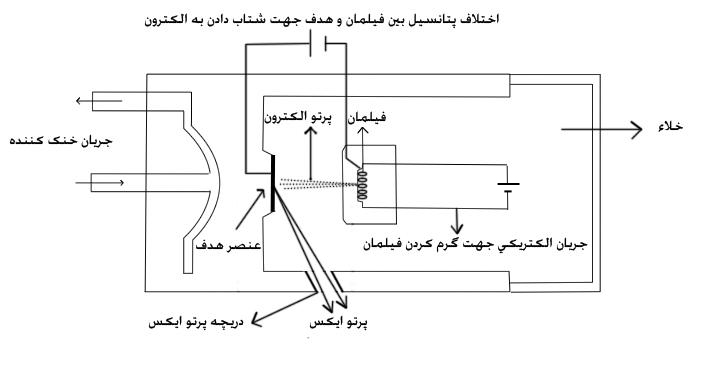 اختلاف پتانسیل بین فیلمان و هدف جهت شتاب دادن به الکترون
پرتو الکترون
فیلمان
خلاء
جریان خنک کننده
عنصر هدف
جریان الکتریکي جهت گرم کردن فیلمان
دریچه پرتو ایکس
پرتو ایکس